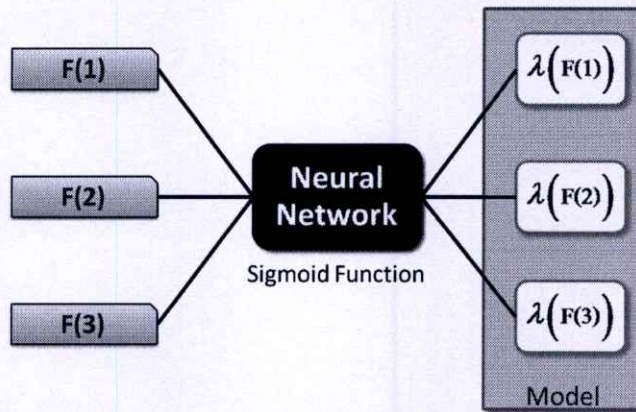 F(1)
F(2)
F(3)
Neural
Network
Sigmoid Function
λ(F(1))
λ(F(2))
λ(F(3))
Model